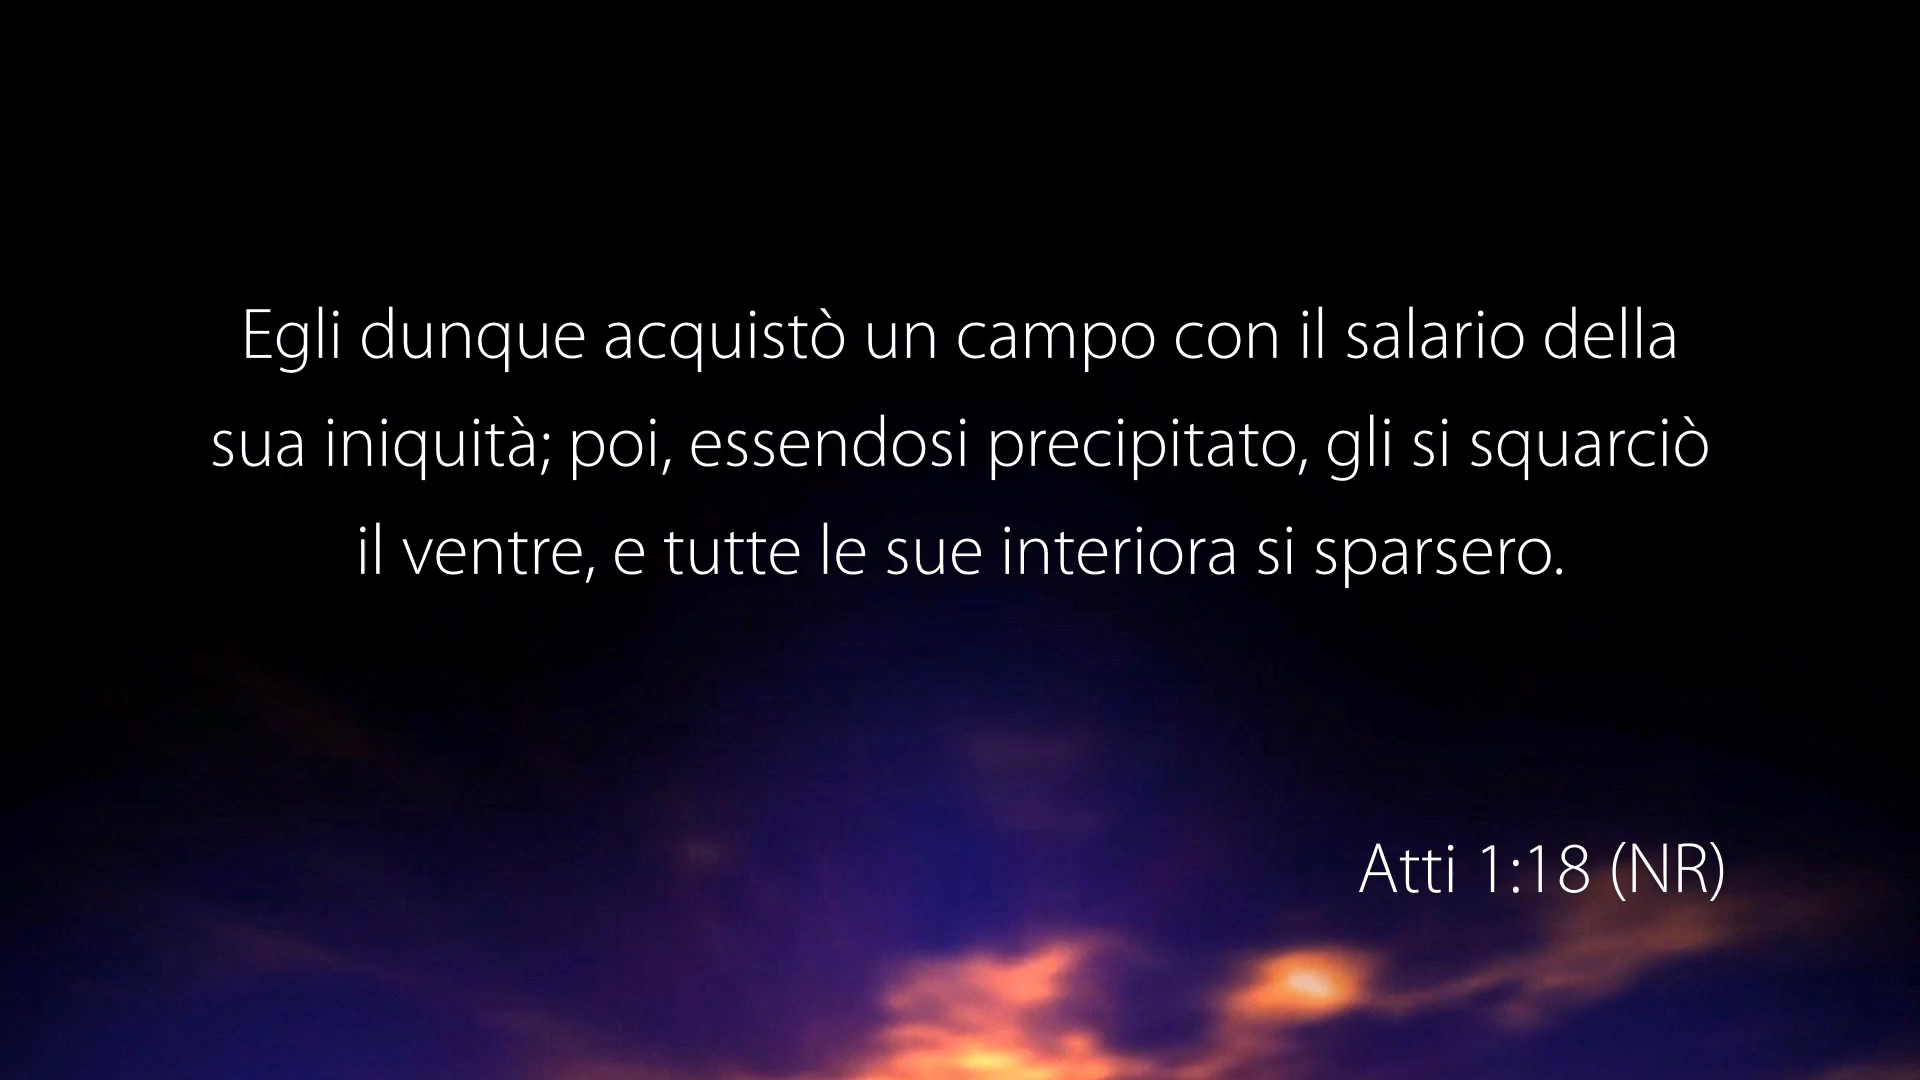 Egli dunque acquistò un campo con il salario della
sua iniquità; poi, essendosi precipitato, gli si squarciò
il ventre, e tutte le sue interiora si sparsero.
Atti 1:18 (NR)